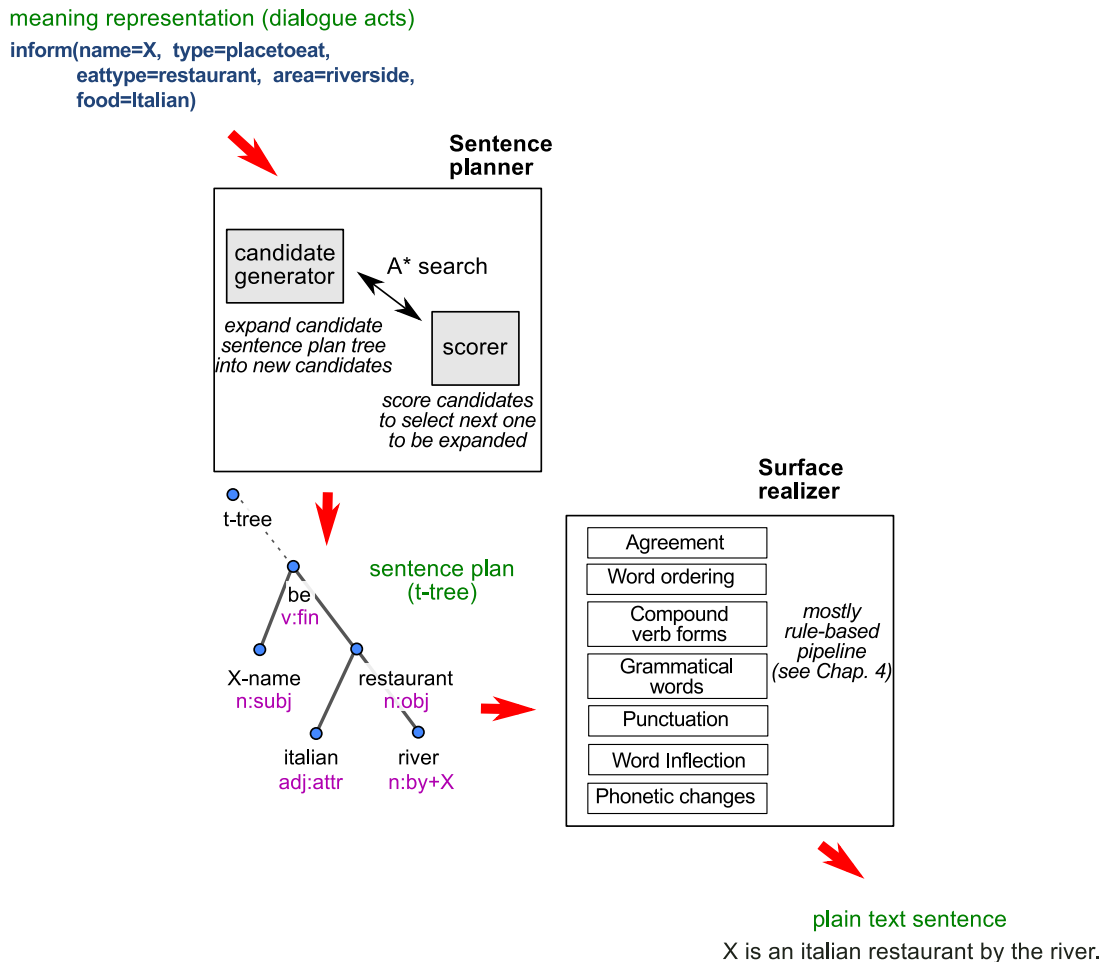 meaning representation (dialogue acts)
inform(name=X, type=placetoeat,
eattype=restaurant, area=riverside,
food=Italian)
Sentence
planner
candidate
generator
A* search
expand candidate
sentence plan tree
into new candidates
scorer
score candidates
to select next one
to be expanded
t-tree
sentence plan
(t-tree)
be
v:fin
X-name
n:subj
restaurant
n:obj
italian
adj:attr
river
n:by+X
Surface
realizer
Agreement
Word ordering
Compound
verb forms
Grammatical
words
Punctuation
Word Inflection
Phonetic changes
mostly
rule-based
pipeline
(see Chap. 4)
plain text sentence
X is an italian restaurant by the river.